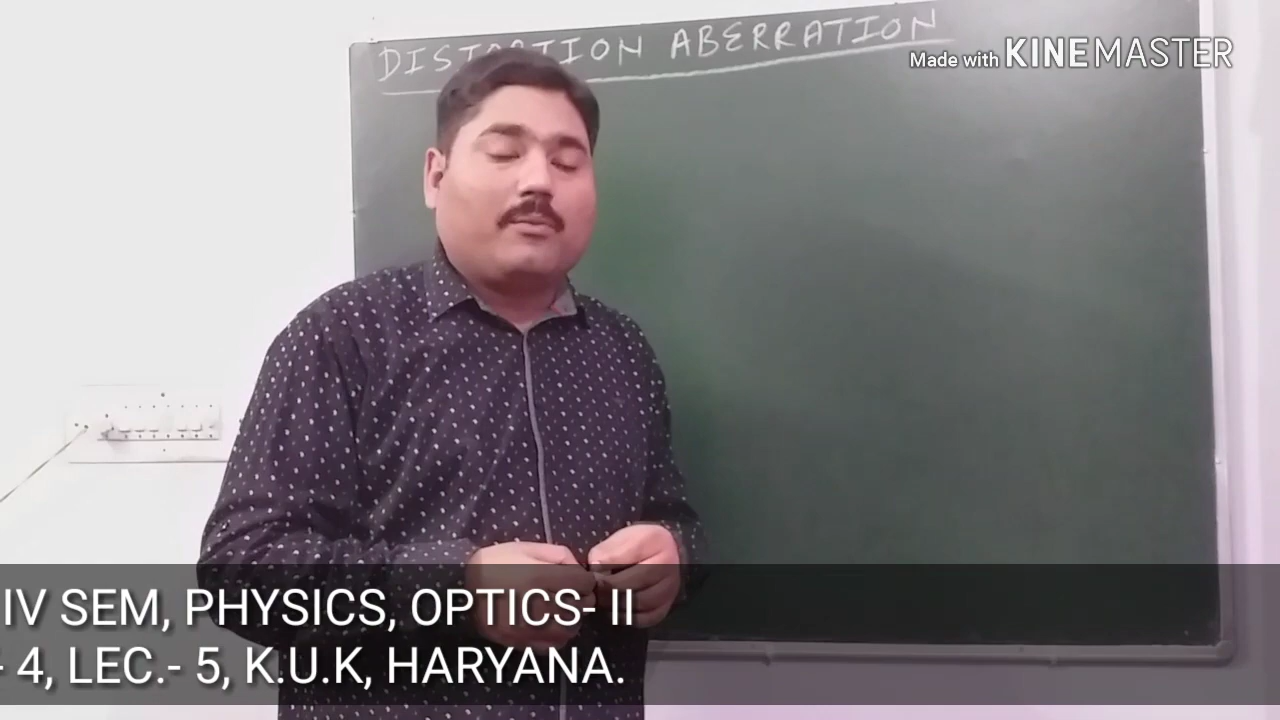 DISTORTION ABERRATION
Made with KINEMASTER
IV SEM, PHYSICS, OPTICS- II
- 4, LEC.- 5, K.U.K, HARYANA.